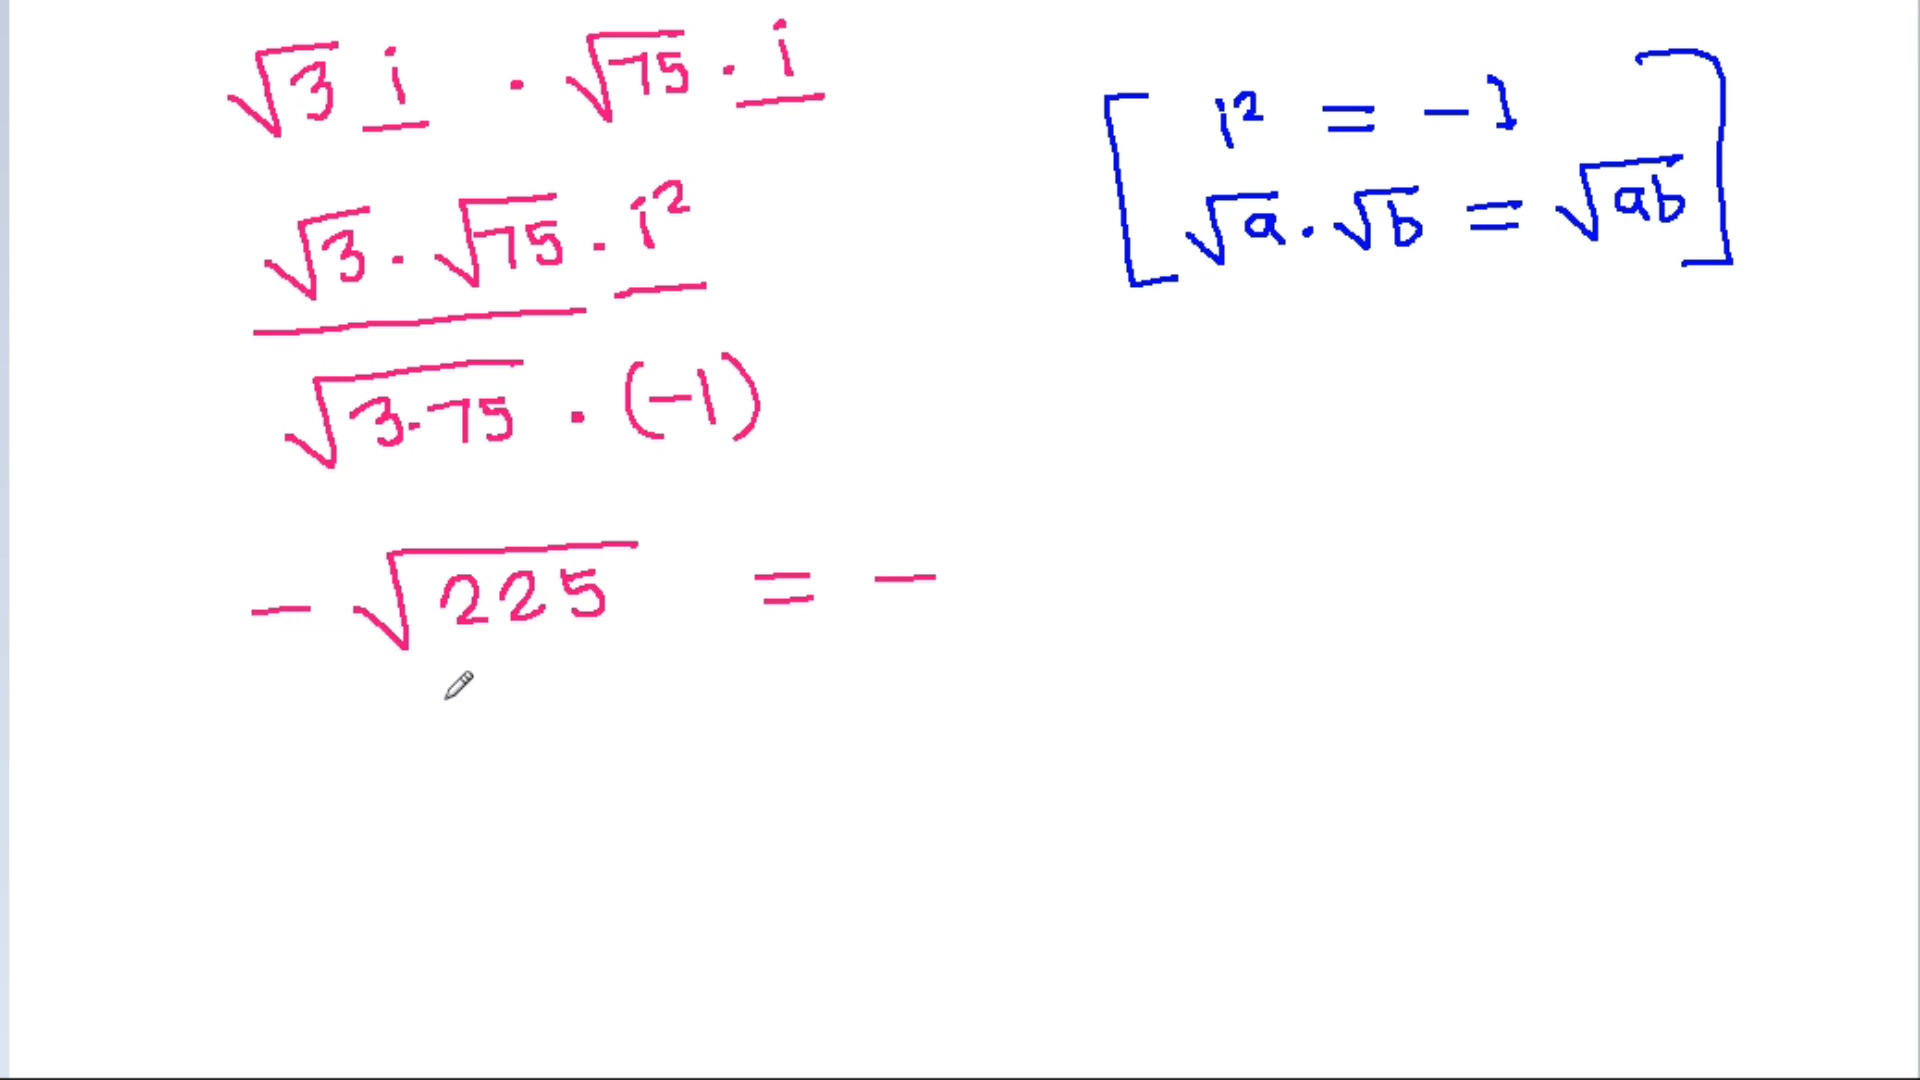 √3 i · √75 · i
√3 · √75 · i²
√3·75 · (-1)
- √225 = -
[ i² = -1
√a · √b = √ab ]